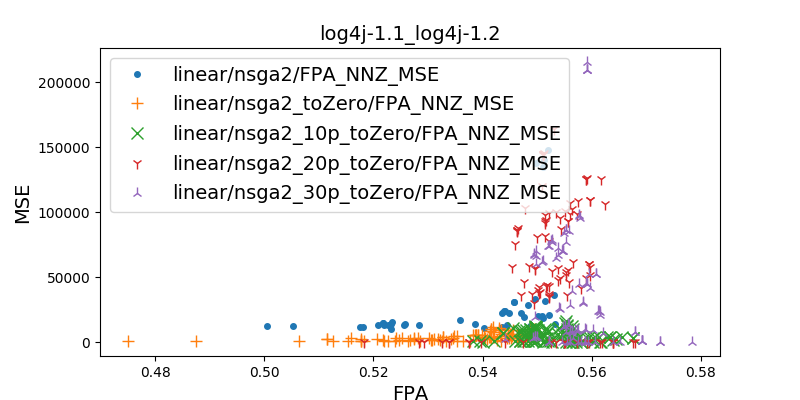 log4j-1.1_log4j-1.2
linear/nsga2/FPA_NNZ_MSE
linear/nsga2_toZero/FPA_NNZ_MSE
linear/nsga2_10p_toZero/FPA_NNZ_MSE
linear/nsga2_20p_toZero/FPA_NNZ_MSE
linear/nsga2_30p_toZero/FPA_NNZ_MSE
MSE
200000
150000
100000
50000
0
0.48 0.50 0.52 0.54 0.56 0.58
FPA